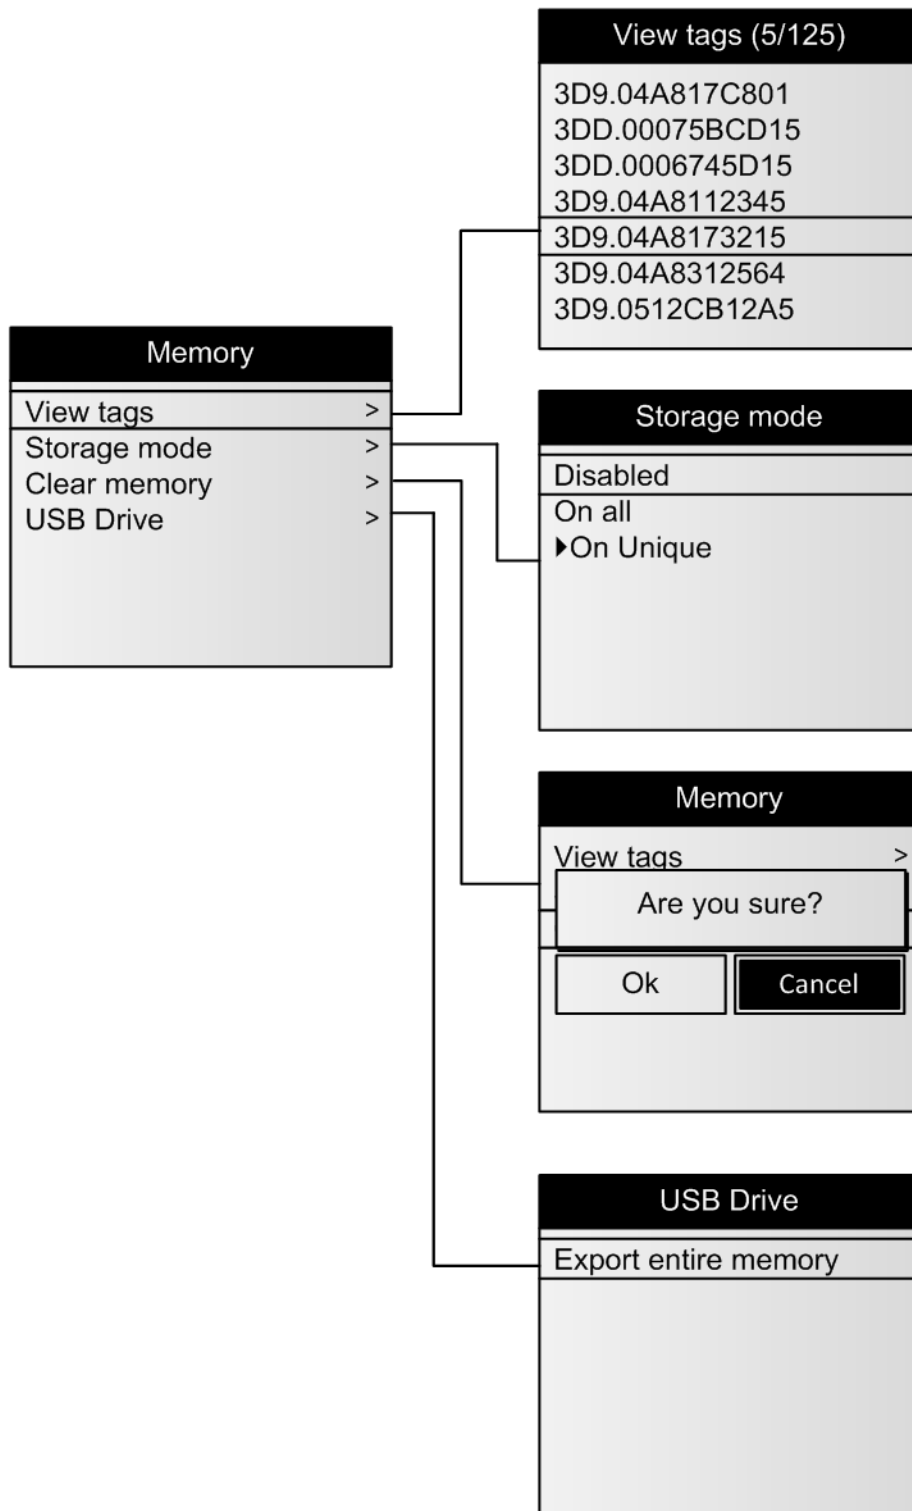 View tags (5/125)
3D9.04A817C801
3DD.00075BCD15
3DD.0006745D15
3D9.04A8112345
3D9.04A8173215
3D9.04A8312564
3D9.0512CB12A5
Memory
View tags >
Storage mode >
Clear memory >
USB Drive >
Storage mode
Disabled
On all
On Unique
Memory
View tags >
Are you sure?
Ok Cancel
USB Drive
Export entire memory